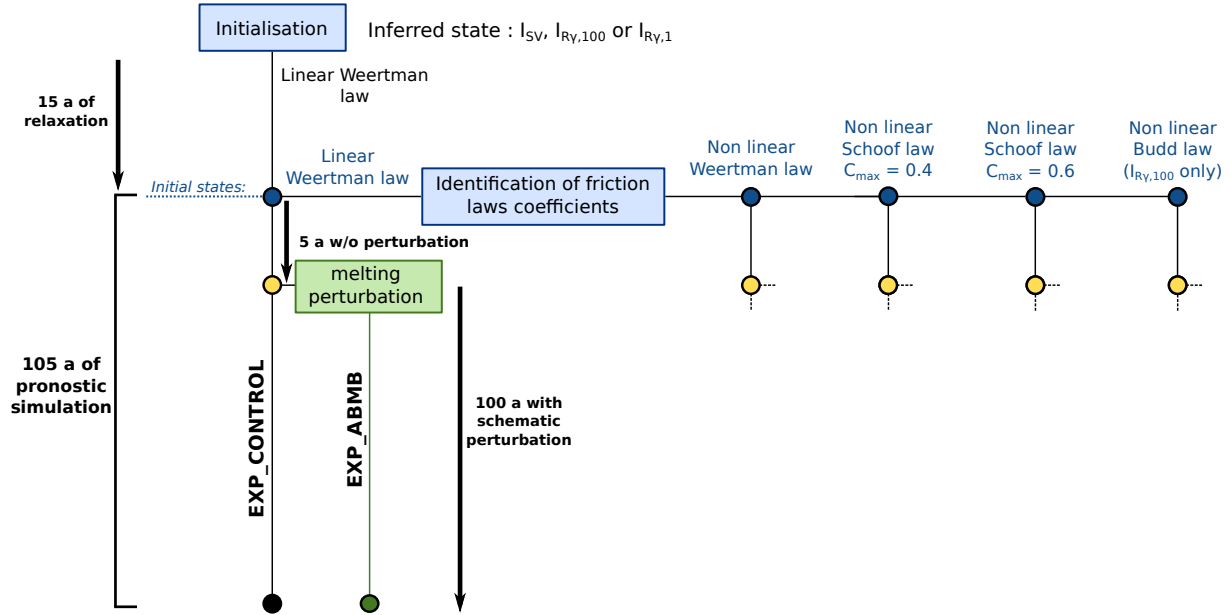 Initialisation
Inferred state : I_SV, I_Rγ,100 or I_Rγ,1
Linear Weertman
law
15 a of
relaxation
Initial states:
Linear
Weertman law
Identification of friction
laws coefficients
Non linear
Weertman law
Non linear
Schoof law
C_max = 0.4
Non linear
Schoof law
C_max = 0.6
Non linear
Budd law
(I_Rγ,100 only)
5 a w/o perturbation
melting
perturbation
105 a of
pronostic
simulation
EXP_CONTROL
EXP_ABMB
100 a with
schematic
perturbation